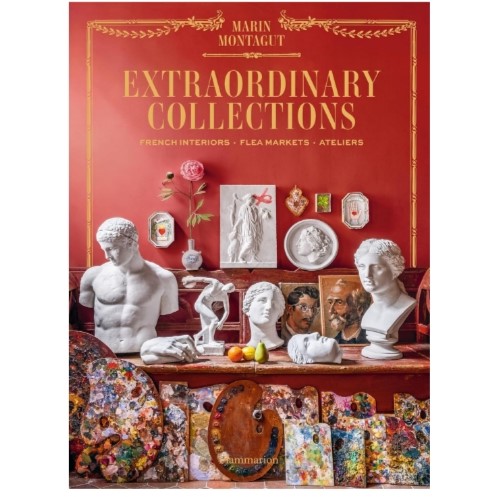 MARIN
MONTAGUT
EXTRAORDINARY
COLLECTIONS
FRENCH INTERIORS • FLEA MARKETS • ATELIERS
Flammarion